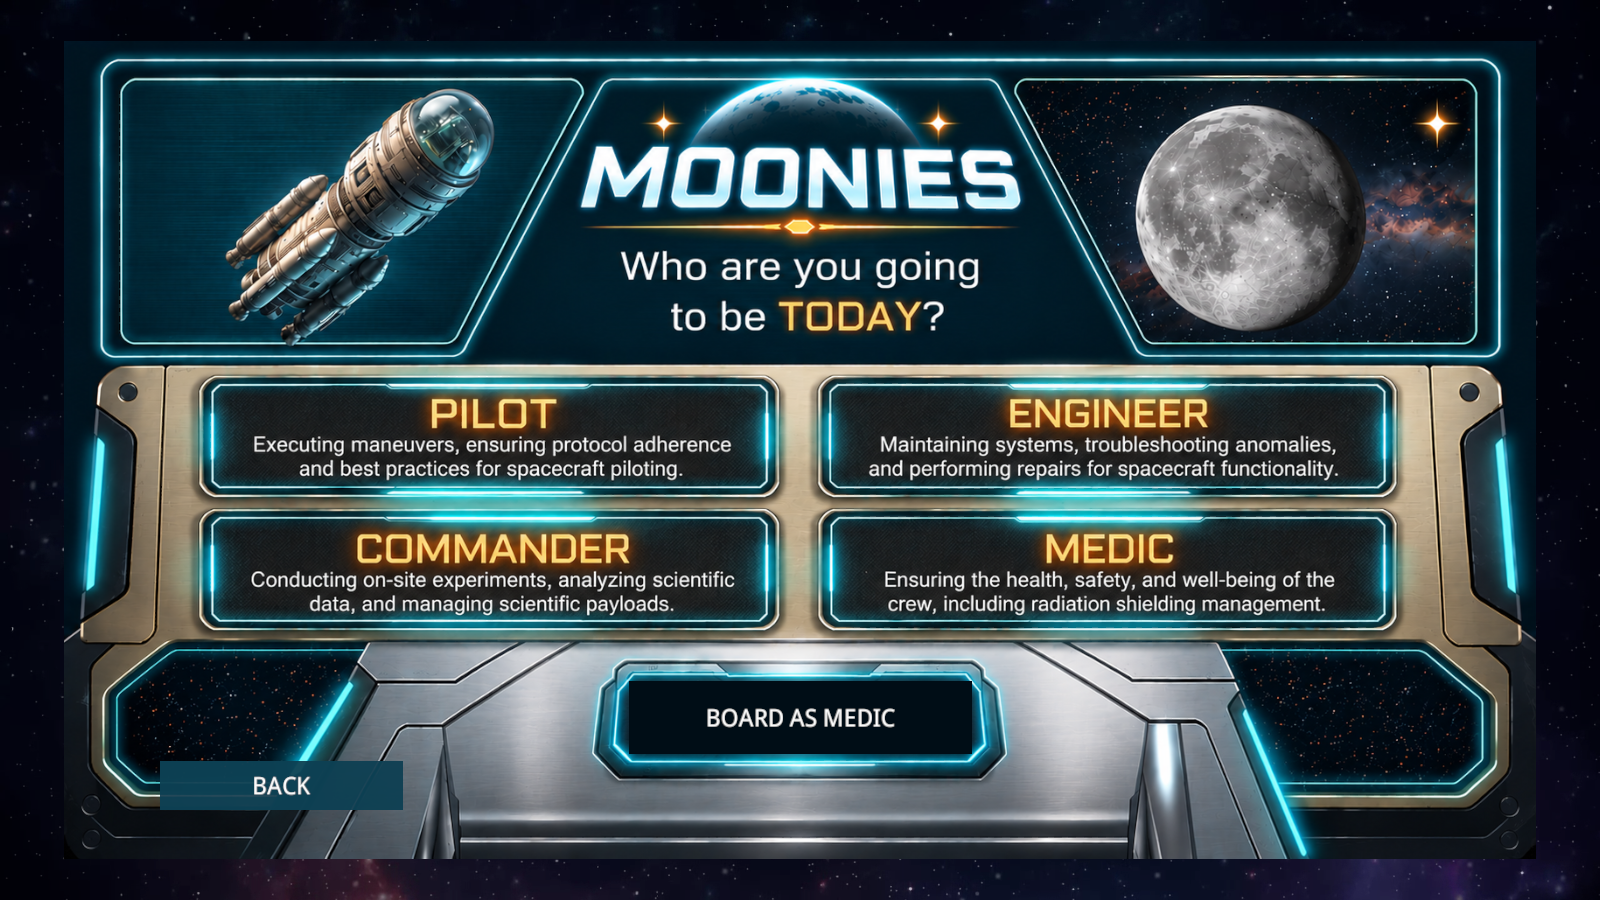 MOONIES
Who are you going
to be TODAY?
PILOT
Executing maneuvers, ensuring protocol adherence
and best practices for spacecraft piloting.
ENGINEER
Maintaining systems, troubleshooting anomalies,
and performing repairs for spacecraft functionality.
COMMANDER
Conducting on-site experiments, analyzing scientific
data, and managing scientific payloads.
MEDIC
Ensuring the health, safety, and well-being of the
crew, including radiation shielding management.
BOARD AS MEDIC
BACK